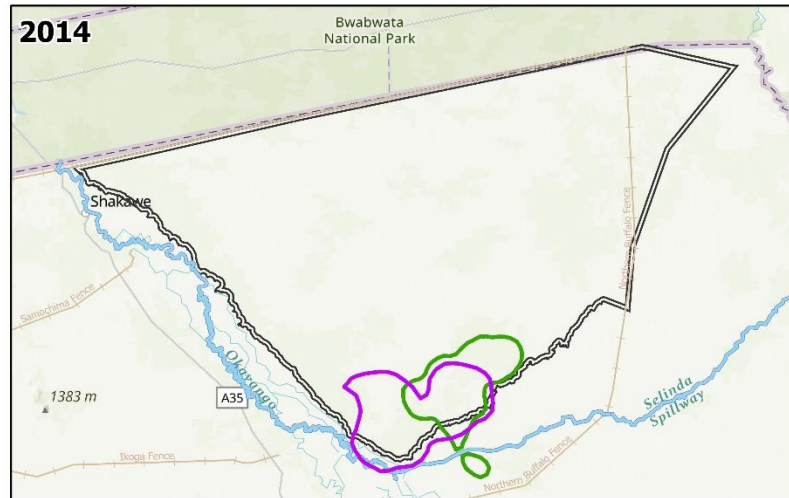 2014
Bwabwata
National Park
Shakawe
Northern Buffalo Fence
Samochima Fence
Okavango
1383 m
A35
Selinda
Spillway
Ikoga Fence
Northern Buffalo Fence